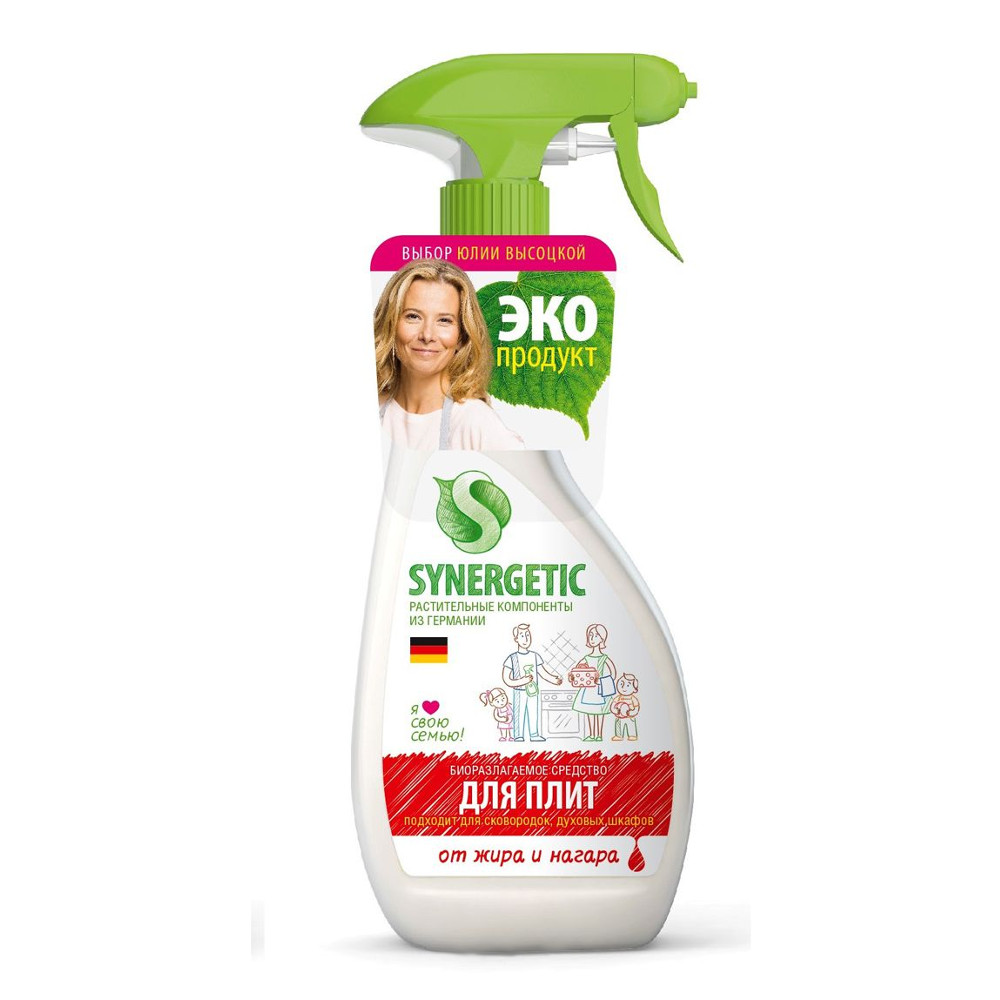 ВЫБОР ЮЛИИ ВЫСОЦКОЙ
ЭКО
продукт
SYNERGETIC
РАСТИТЕЛЬНЫЕ КОМПОНЕНТЫ
ИЗ ГЕРМАНИИ
я
свою
семью!
БИОРАЗЛАГАЕМОЕ СРЕДСТВО
ДЛЯ ПЛИТ
подходит для сковородок, духовых шкафов
от жира и нагара